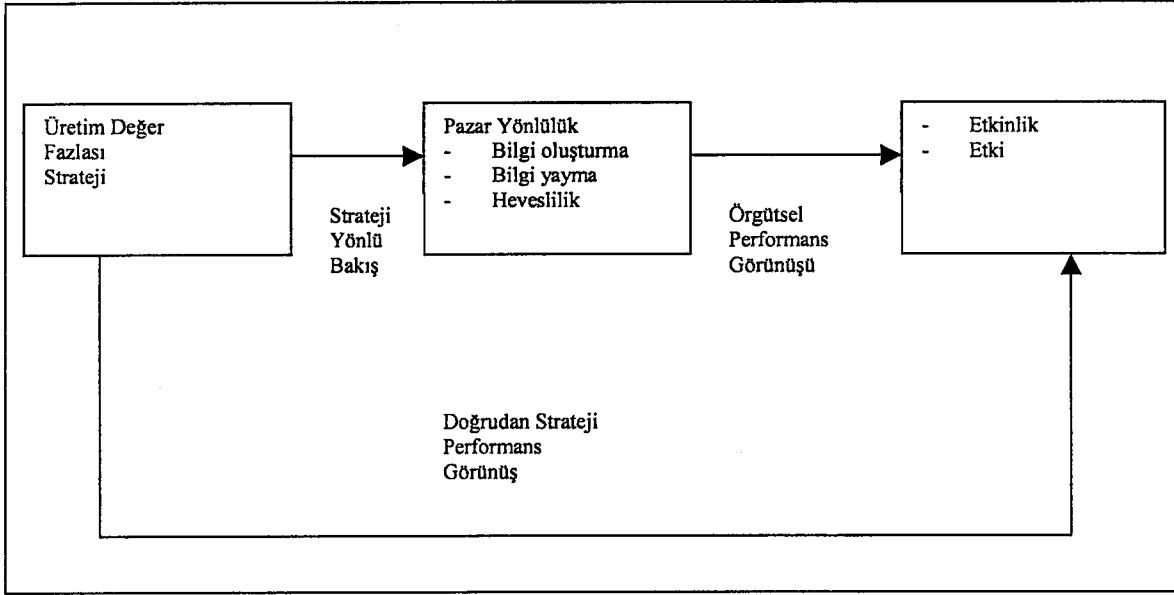 Üretim Değer
Fazlası
Strateji
Pazar Yönlülük
- Bilgi oluşturma
- Bilgi yayma
- Heveslilik
- Etkinlik
- Etki
Strateji
Yönlü
Bakış
Örgütsel
Performans
Görünüşü
Doğrudan Strateji
Performans
Görünüş